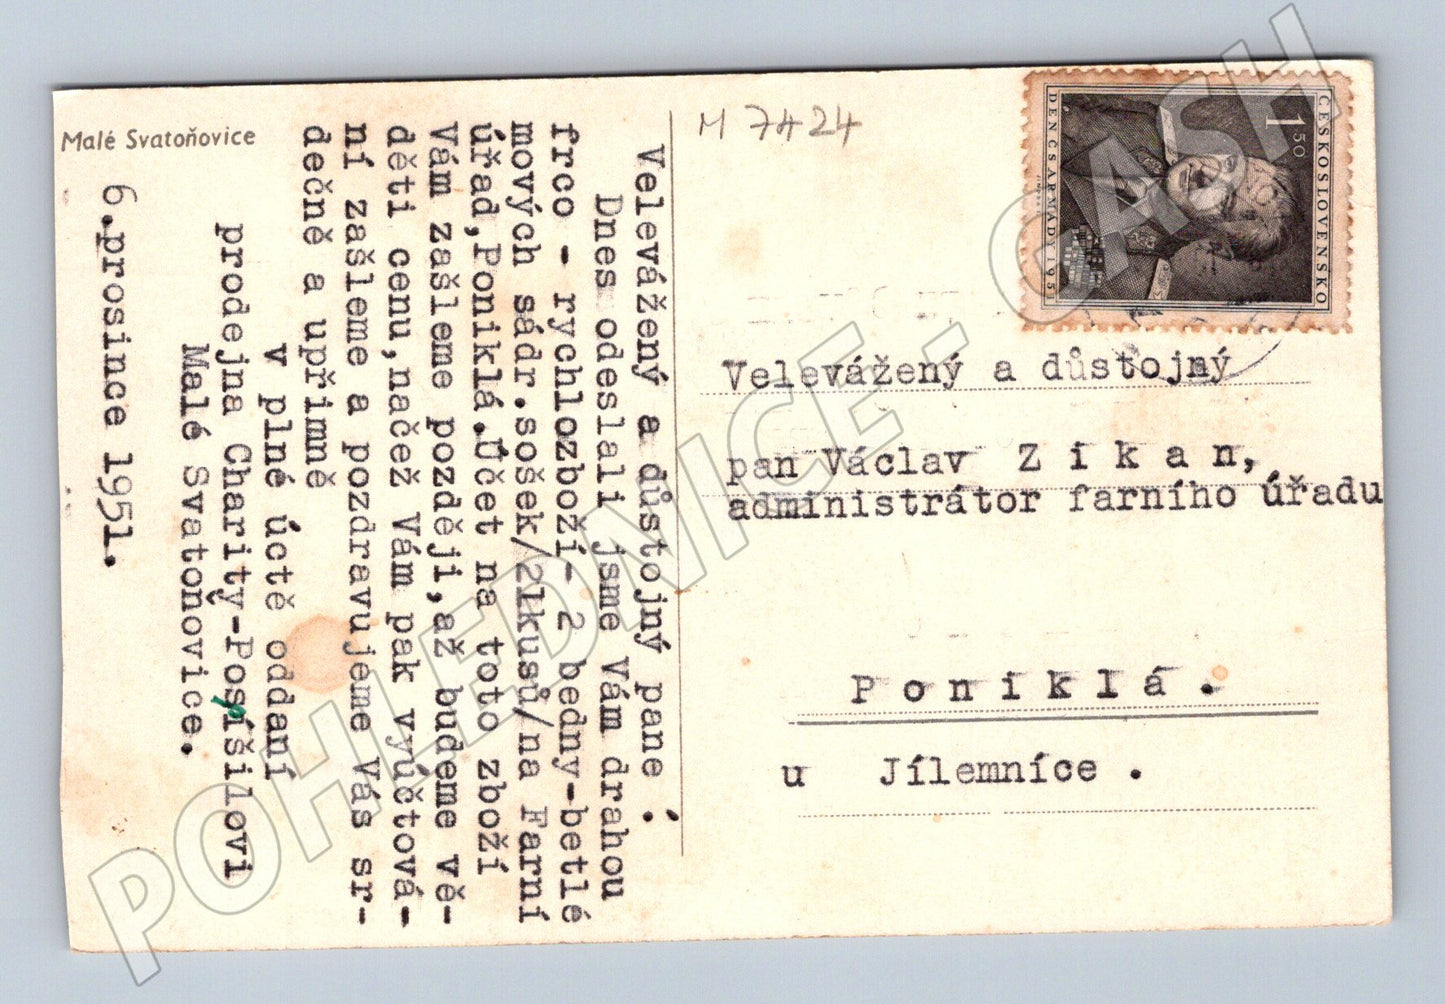 Malé Svatoňovice
M 7424
ČESKOSLOVENSKO
1 50
DEN ČS ARMÁDY 1951
Velevážený a důstojný pane :
Dnes odeslali jsme Vám drahou
frco - rychlozboží- 2 bedny-betlé
mových sádr.sošek/21kusů/na Farní
úřad,Poniklá.Účet na toto zboží
Vám zašleme později,až budeme vě-
děti cenu,načež Vám pak vyúčtová-
ní zašleme a pozdravujeme Vás sr-
dečně a upřímně
V plné úctě oddaní
prodejna Charity-Posíšilovi
Malé Svatoňovice.
6.prosince 1951.
Velevážený a důstojný
pan Václav Z i k a n,
administrátor farního úřadu
P o n i k l á .
u Jílemníce .
POHLEDNICE - CASH